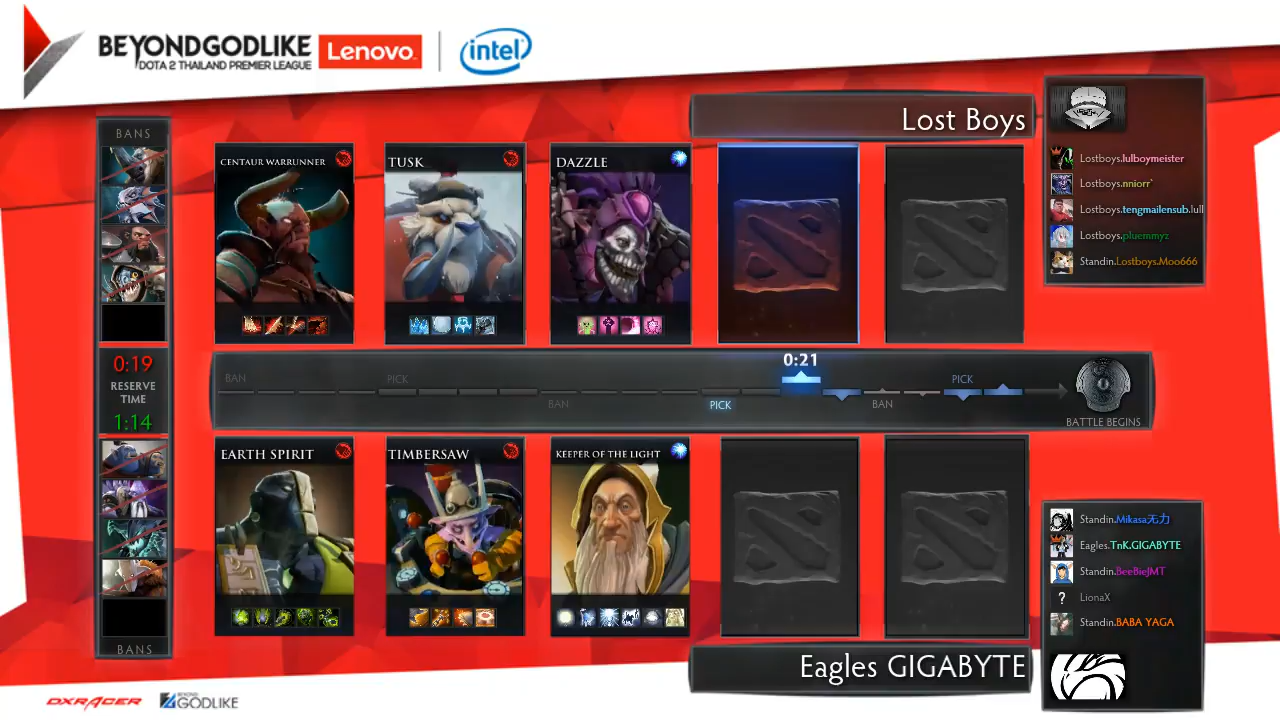 BEYONDGODLIKE
DOTA 2 THAILAND PREMIER LEAGUE
Lenovo
intel
Lost Boys
BANS
CENTAUR WARRUNNER
TUSK
DAZZLE
Lostboys.lulboymeister
Lostboys.nniorr`
Lostboys.tengmailensub.lull
Lostboys.pluemmyz
Standin.Lostboys.Moo666
0:19
RESERVE
TIME
1:14
BAN
PICK
BAN
PICK
0:21
BAN
PICK
BATTLE BEGINS
EARTH SPIRIT
TIMBERSAW
KEEPER OF THE LIGHT
Standin.Mikasa无力
Eagles.TnK.GIGABYTE
Standin.BeeBieJMT
? LionaX
Standin.BABA YAGA
BANS
Eagles GIGABYTE
DXRACER
BEYOND
GODLIKE